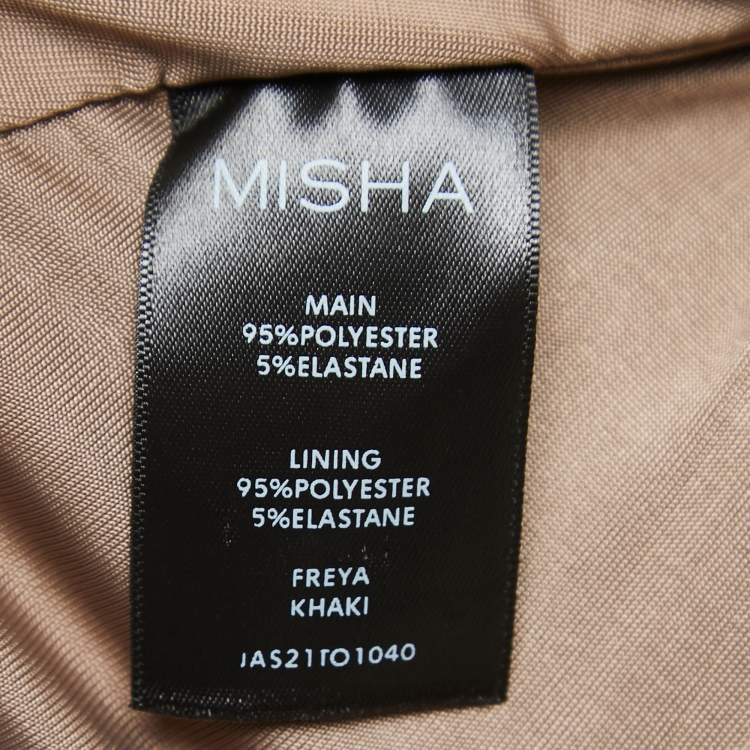 MISHA
MAIN
95%POLYESTER
5%ELASTANE
LINING
95%POLYESTER
5%ELASTANE
FREYA
KHAKI
JAS21TO1040